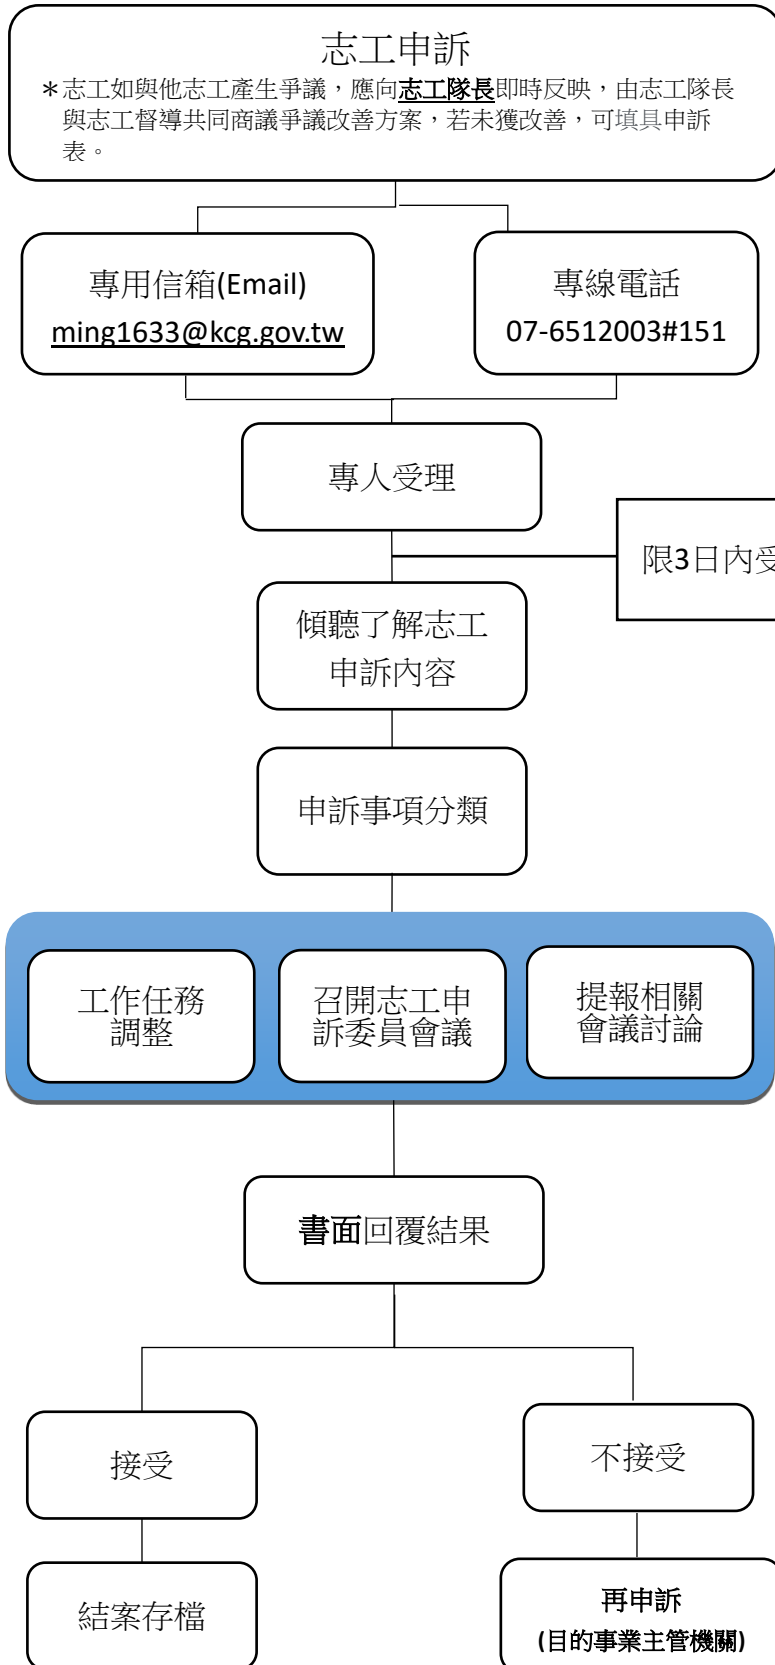 志工申訴
＊志工如與他志工產生爭議，應向志工隊長即時反映，由志工隊長
與志工督導共同商議爭議改善方案，若未獲改善，可填具申訴
表。
專用信箱(Email)
ming1633@kcg.gov.tw
專線電話
07-6512003#151
專人受理
限3日內受
傾聽了解志工
申訴內容
申訴事項分類
工作任務
調整
召開志工申
訴委員會議
提報相關
會議討論
書面回覆結果
接受
不接受
結案存檔
再申訴
(目的事業主管機關)